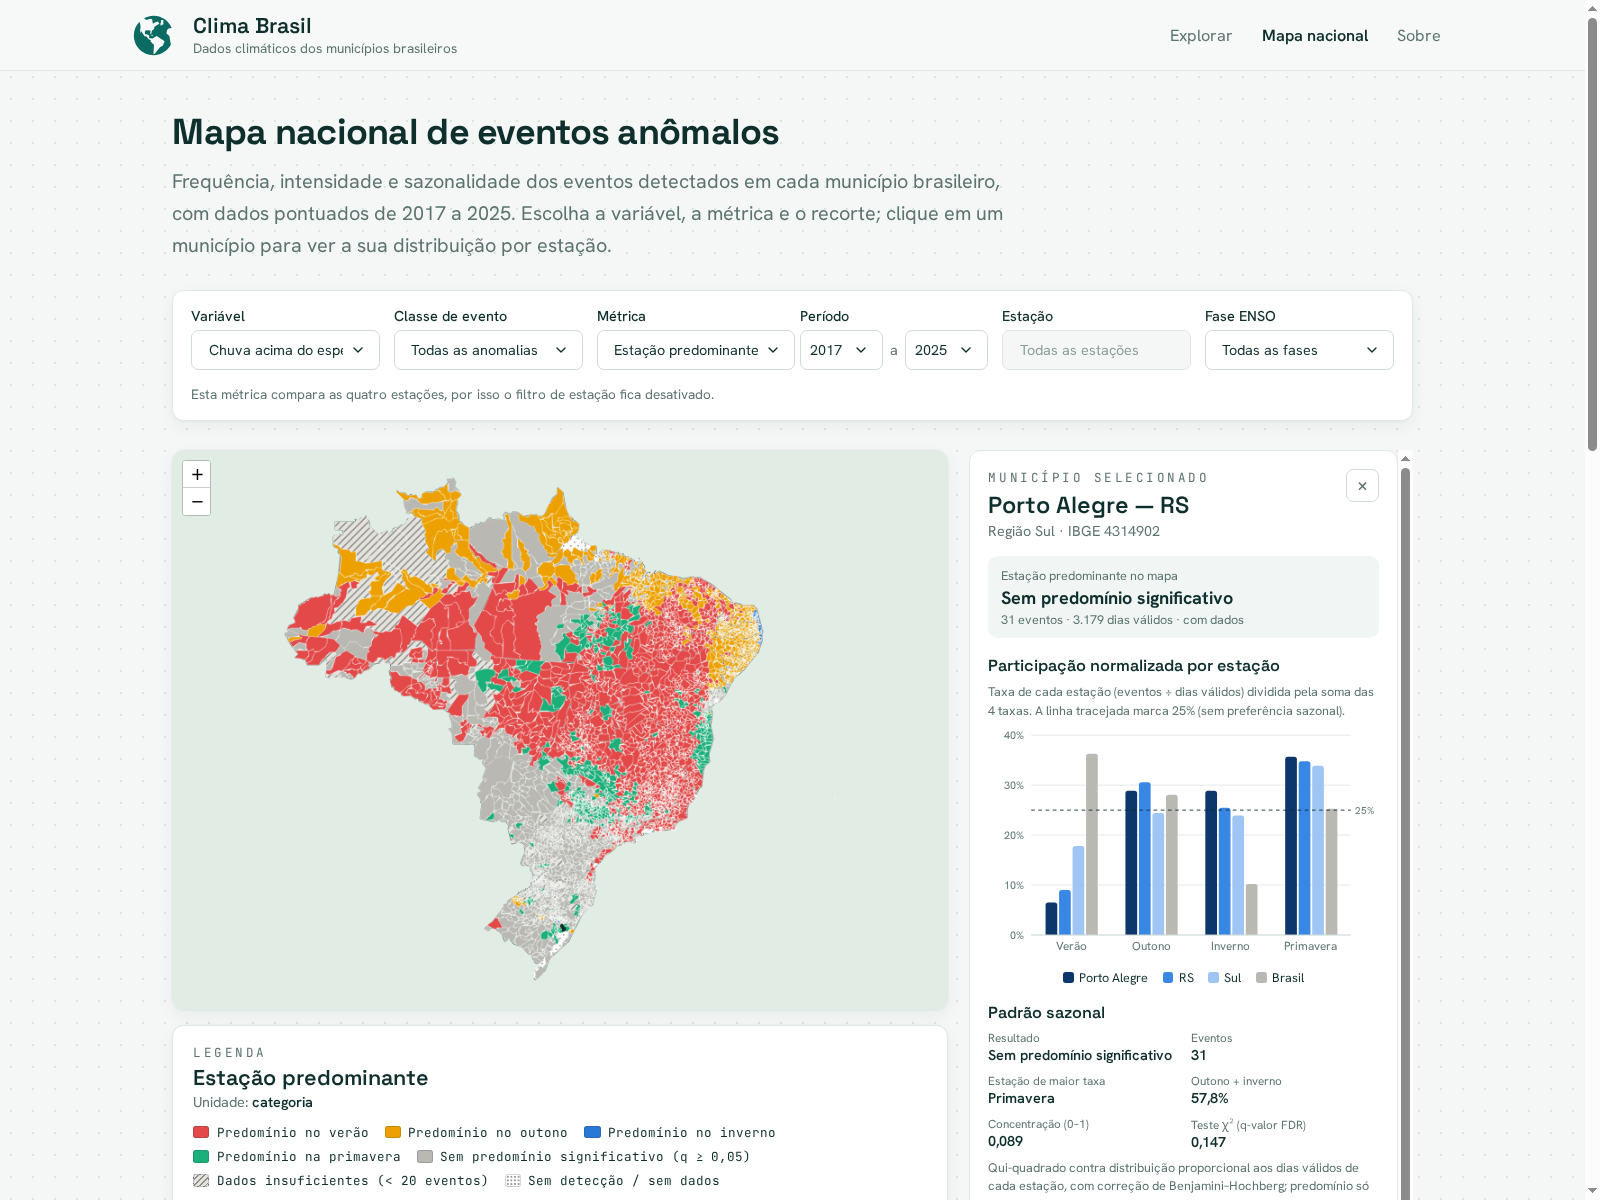 Clima Brasil
Dados climáticos dos municípios brasileiros
Explorar
Mapa nacional
Sobre
Mapa nacional de eventos anômalos
Frequência, intensidade e sazonalidade dos eventos detectados em cada município brasileiro,
com dados pontuados de 2017 a 2025. Escolha a variável, a métrica e o recorte; clique em um
município para ver a sua distribuição por estação.
Variável
Classe de evento
Métrica
Período
Estação
Fase ENSO
Chuva acima do espe
Todas as anomalias
Estação predominante
2017
a
2025
Todas as estações
Todas as fases
Esta métrica compara as quatro estações, por isso o filtro de estação fica desativado.
+
−
MUNICÍPIO SELECIONADO
×
Porto Alegre — RS
Região Sul · IBGE 4314902
Estação predominante no mapa
Sem predomínio significativo
31 eventos · 3.179 dias válidos · com dados
Participação normalizada por estação
Taxa de cada estação (eventos ÷ dias válidos) dividida pela soma das
4 taxas. A linha tracejada marca 25% (sem preferência sazonal).
40%
30%
25%
20%
10%
0%
Verão
Outono
Inverno
Primavera
Porto Alegre
RS
Sul
Brasil
Padrão sazonal
Resultado
Eventos
Sem predomínio significativo
31
Estação de maior taxa
Outono + inverno
Primavera
57,8%
Concentração (0–1)
Teste χ² (q-valor FDR)
0,089
0,147
Qui-quadrado contra distribuição proporcional aos dias válidos de
cada estação, com correção de Benjamini-Hochberg; predomínio só
LEGENDA
Estação predominante
Unidade: categoria
Predomínio no verão
Predomínio no outono
Predomínio no inverno
Predomínio na primavera
Sem predomínio significativo (q ≥ 0,05)
Dados insuficientes (< 20 eventos)
Sem detecção / sem dados